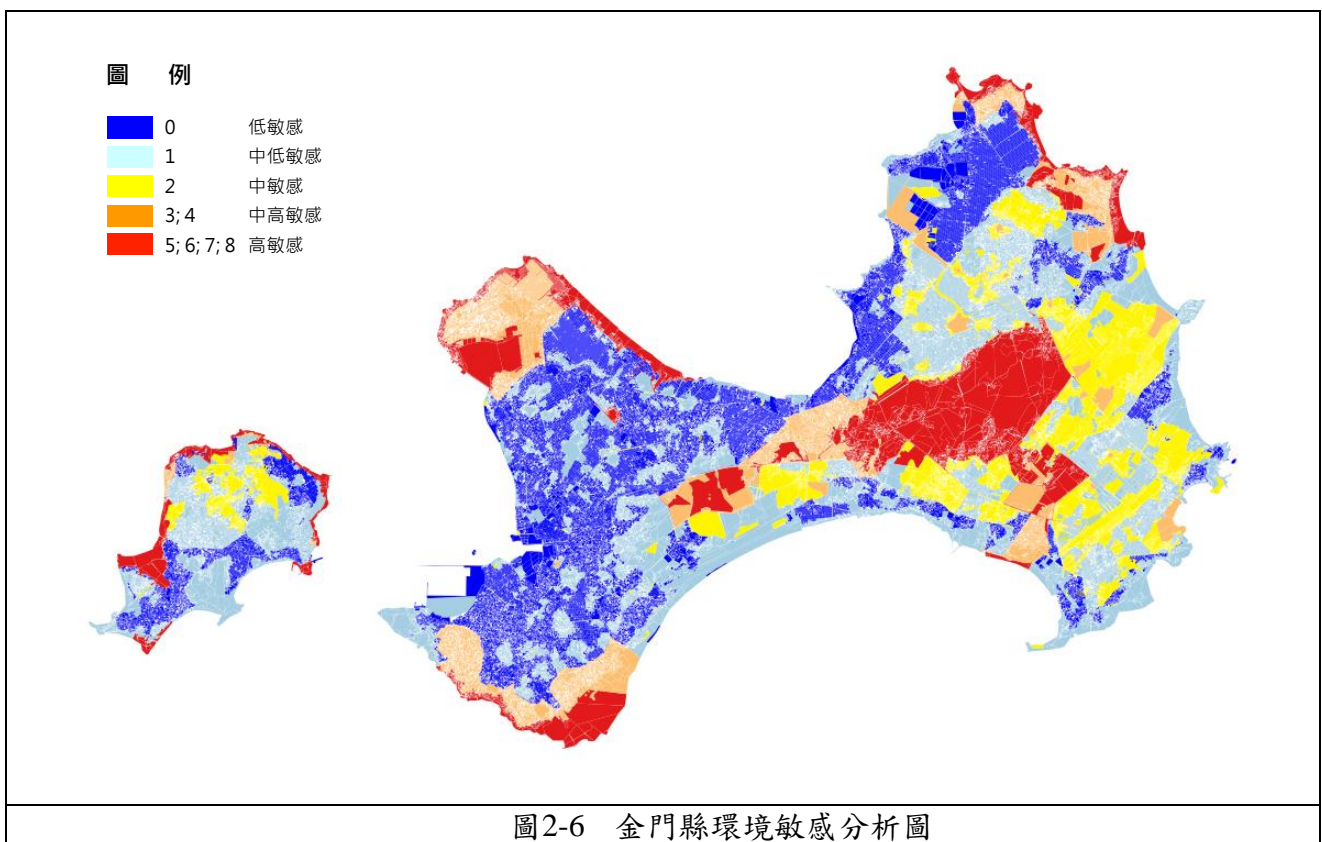 圖 例
0 低敏感
1 中低敏感
2 中敏感
3; 4 中高敏感
5; 6; 7; 8 高敏感
圖2-6 金門縣環境敏感分析圖